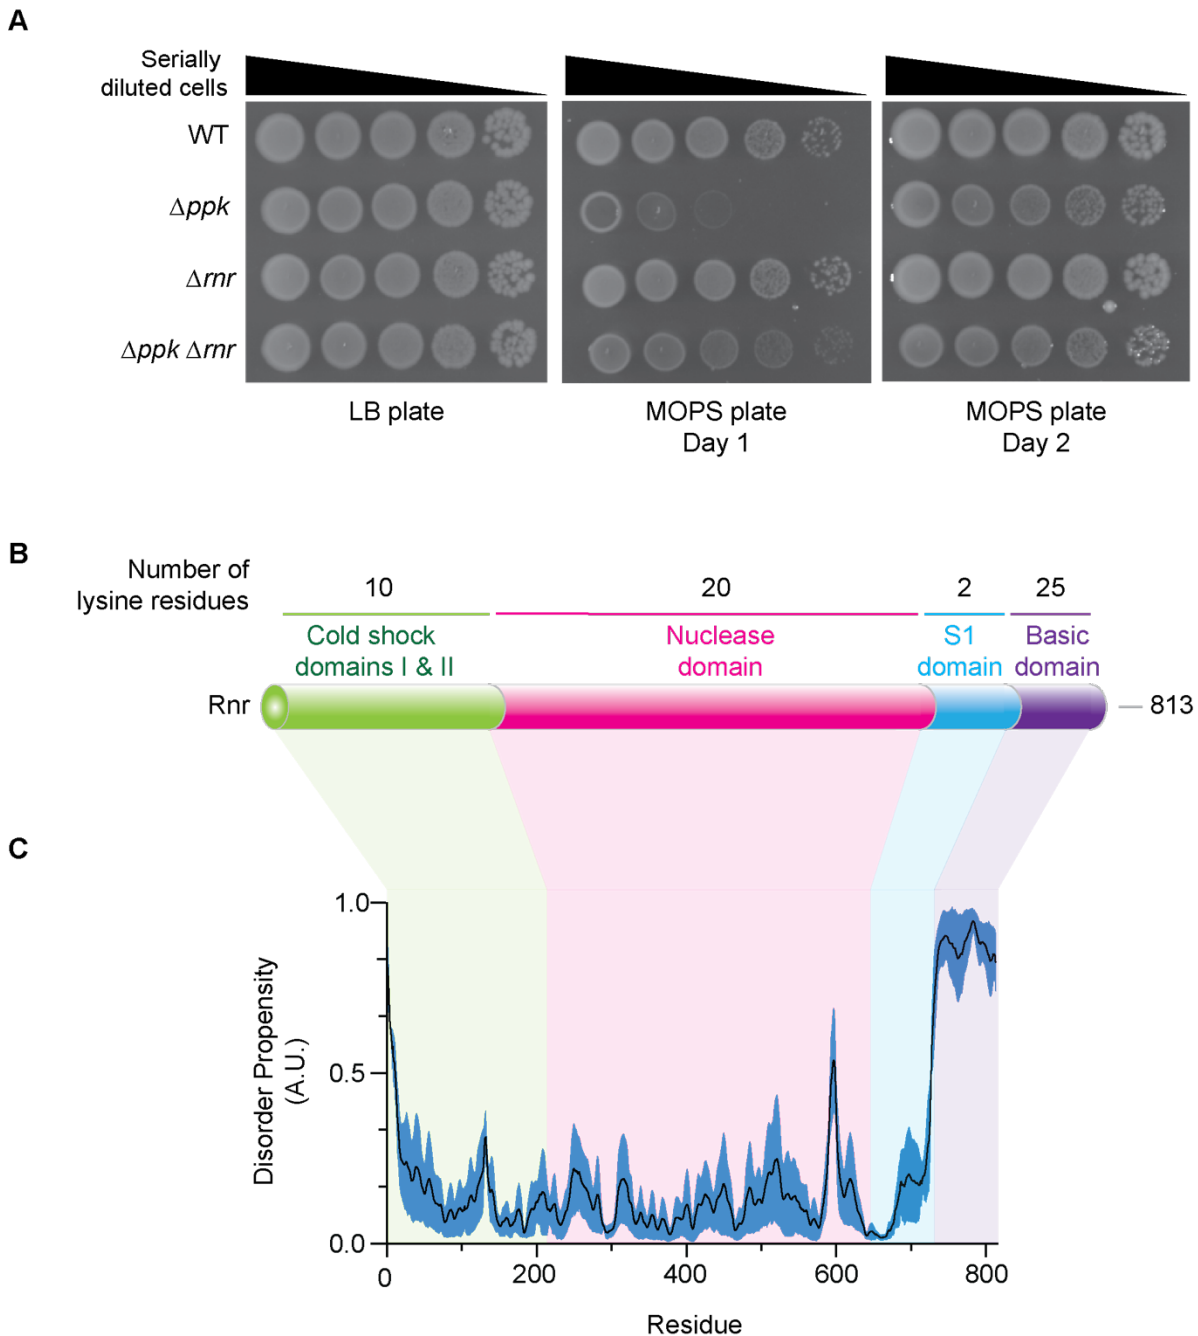 A
Serially
diluted cells
WT
Δppk
Δrnr
Δppk Δrnr
LB plate
MOPS plate
Day 1
MOPS plate
Day 2
B
Number of
lysine residues
10
20
2
25
Cold shock
domains I & II
Nuclease
domain
S1
domain
Basic
domain
Rnr
813
C
1.0
0.5
0.0
Disorder Propensity
(A.U.)
0
200
400
600
800
Residue